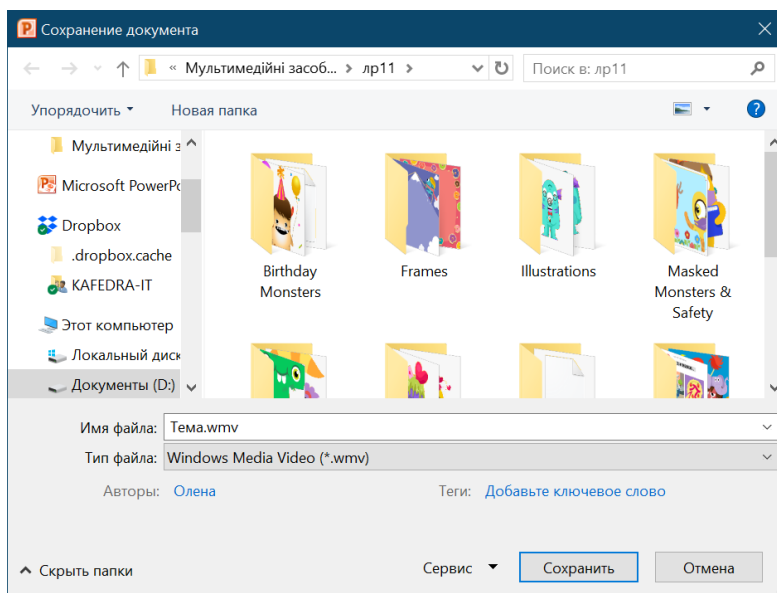 Сохранение документа
« Мультимедійні засоб... › лр11 ›
Поиск в: лр11
Упорядочить
Новая папка
Мультимедійні з
Microsoft PowerPo
Dropbox
.dropbox.cache
KAFEDRA-IT
Этот компьютер
Локальный диск
Документы (D:)
Birthday
Monsters
Frames
Illustrations
Masked
Monsters &
Safety
Имя файла: Тема.wmv
Тип файла: Windows Media Video (*.wmv)
Авторы: Олена
Теги: Добавьте ключевое слово
Скрыть папки
Сервис
Сохранить
Отмена